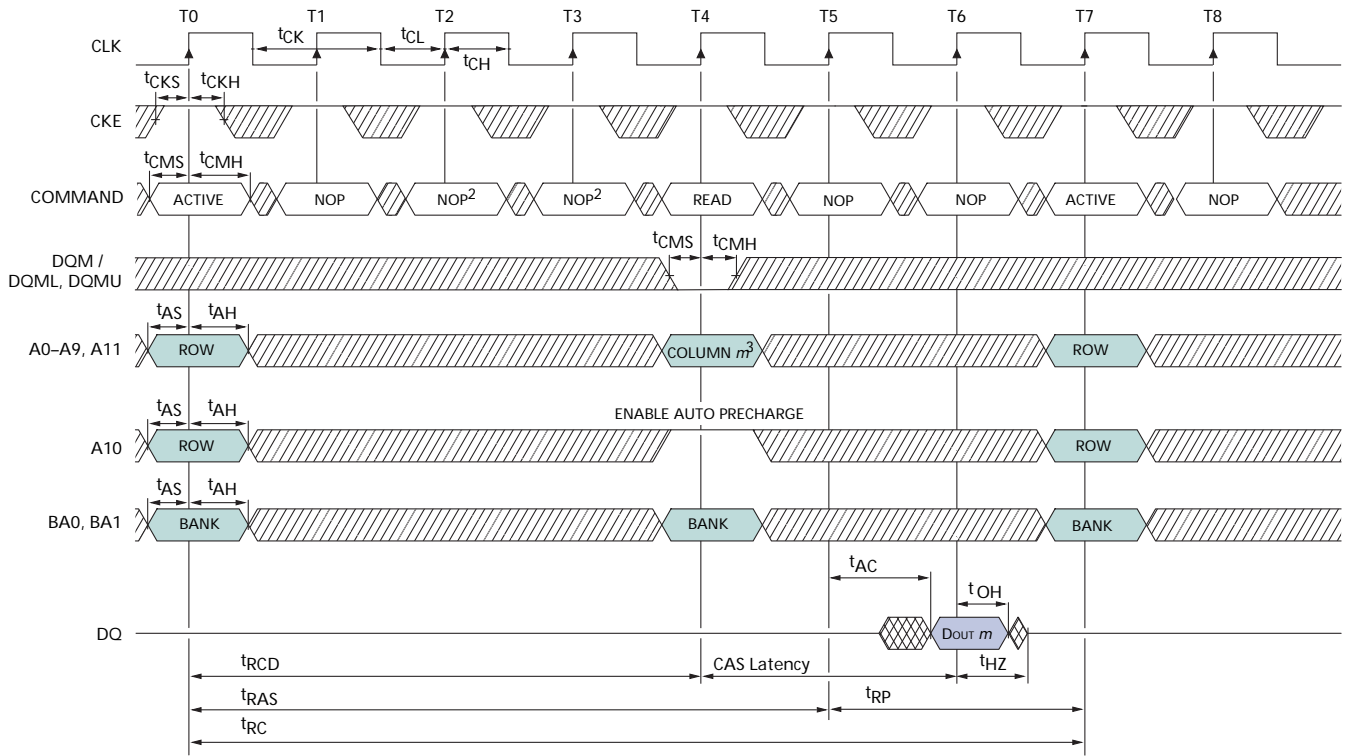 T0 T1 T2 T3 T4 T5 T6 T7 T8
CLK
tCK tCL
tCH
tCKS tCKH
CKE
tCMS tCMH
COMMAND ACTIVE NOP NOP2 NOP2 READ NOP NOP ACTIVE NOP
tCMS tCMH
DQM /
DQML, DQMU
tAS tAH
A0–A9, A11 ROW COLUMN m3 ROW
tAS tAH
ENABLE AUTO PRECHARGE
A10 ROW ROW
tAS tAH
BA0, BA1 BANK BANK BANK
tAC
tOH
DQ DOUT m
tRCD CAS Latency tHZ
tRAS tRP
tRC